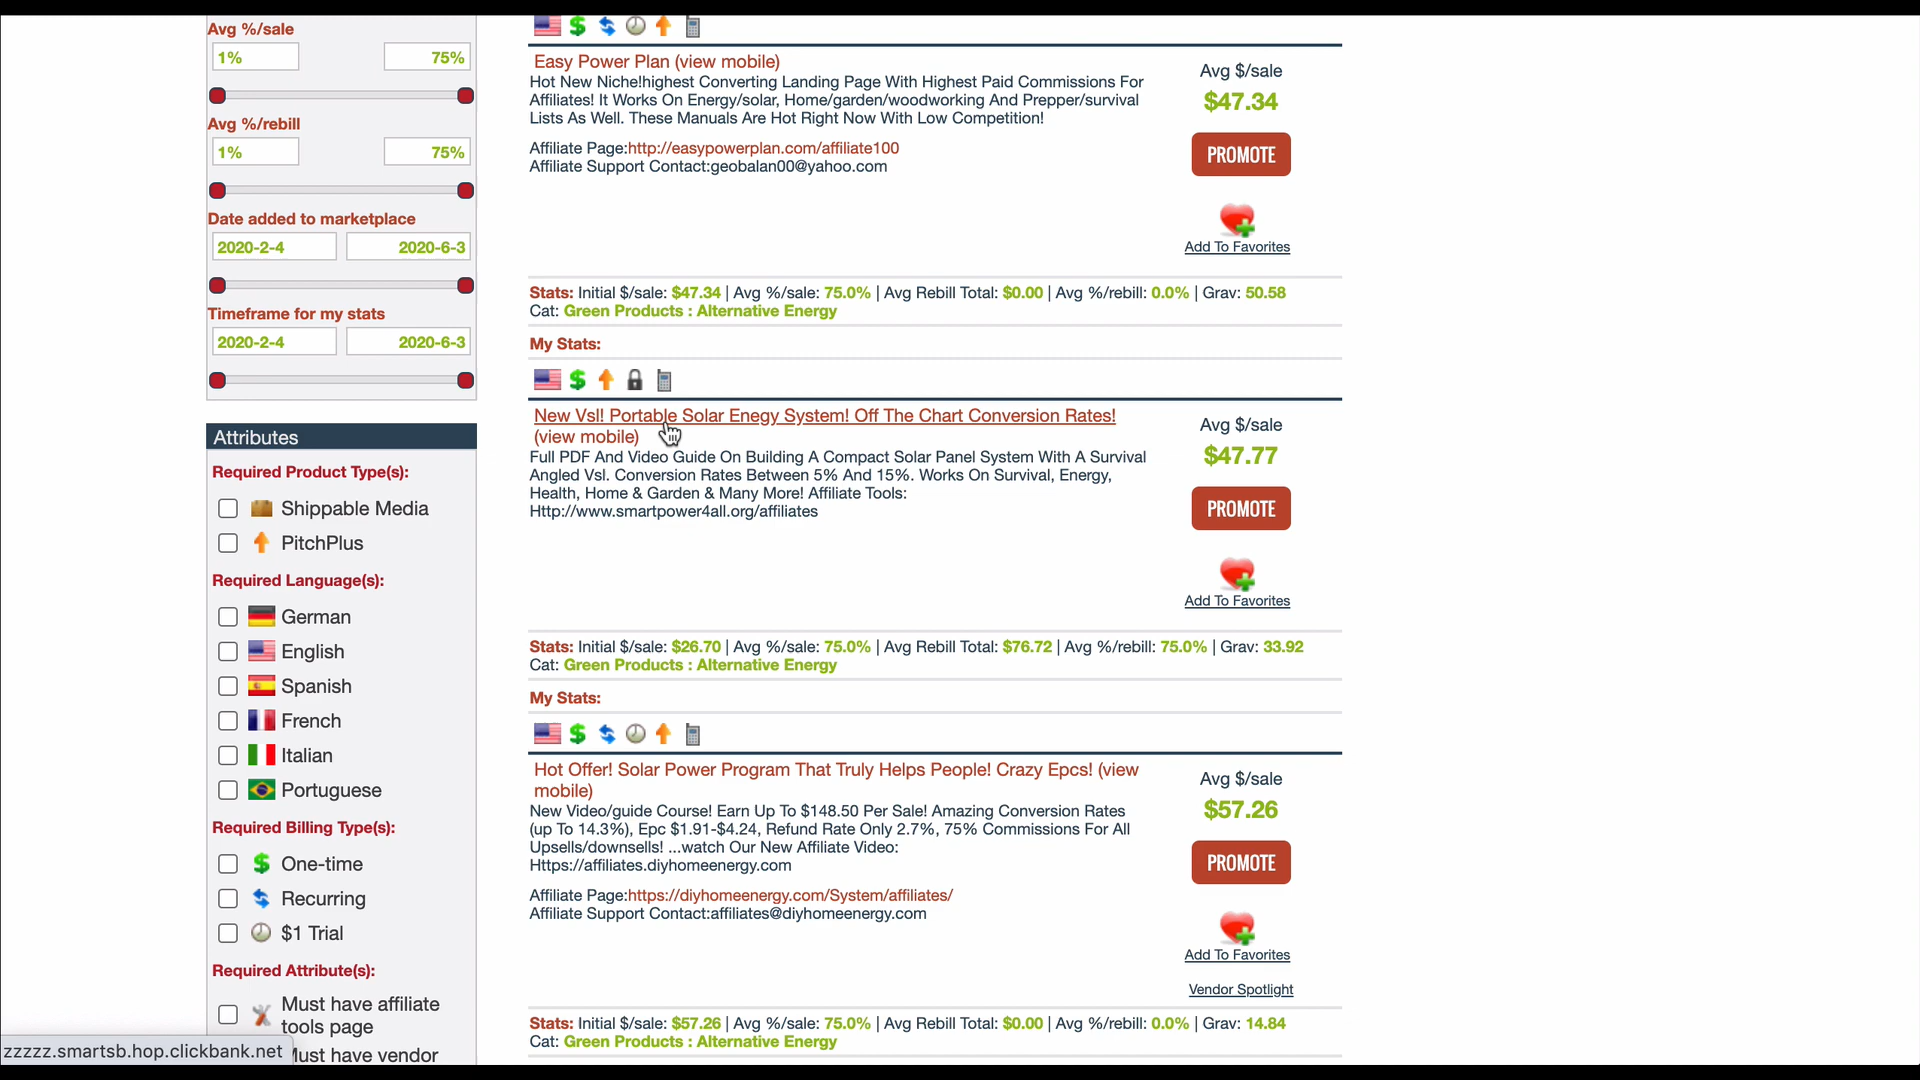 Avg %/sale
1% 75%
Avg %/rebill
1% 75%
Date added to marketplace
2020-2-4 2020-6-3
Timeframe for my stats
2020-2-4 2020-6-3
Attributes
Required Product Type(s):
Shippable Media
PitchPlus
Required Language(s):
German
English
Spanish
French
Italian
Portuguese
Required Billing Type(s):
One-time
Recurring
$1 Trial
Required Attribute(s):
Must have affiliate
tools page
Must have vendor
zzzzz.smartsb.hop.clickbank.net
Easy Power Plan (view mobile)
Hot New Niche!highest Converting Landing Page With Highest Paid Commissions For
Affiliates! It Works On Energy/solar, Home/garden/woodworking And Prepper/survival
Lists As Well. These Manuals Are Hot Right Now With Low Competition!
Affiliate Page:http://easypowerplan.com/affiliate100
Affiliate Support Contact:geobalan00@yahoo.com
Avg $/sale
$47.34
PROMOTE
Add To Favorites
Stats: Initial $/sale: $47.34 | Avg %/sale: 75.0% | Avg Rebill Total: $0.00 | Avg %/rebill: 0.0% | Grav: 50.58
Cat: Green Products : Alternative Energy
My Stats:
New Vsl! Portable Solar Enegy System! Off The Chart Conversion Rates!
(view mobile)
Full PDF And Video Guide On Building A Compact Solar Panel System With A Survival
Angled Vsl. Conversion Rates Between 5% And 15%. Works On Survival, Energy,
Health, Home & Garden & Many More! Affiliate Tools:
Http://www.smartpower4all.org/affiliates
Avg $/sale
$47.77
PROMOTE
Add To Favorites
Stats: Initial $/sale: $26.70 | Avg %/sale: 75.0% | Avg Rebill Total: $76.72 | Avg %/rebill: 75.0% | Grav: 33.92
Cat: Green Products : Alternative Energy
My Stats:
Hot Offer! Solar Power Program That Truly Helps People! Crazy Epcs! (view
mobile)
New Video/guide Course! Earn Up To $148.50 Per Sale! Amazing Conversion Rates
(up To 14.3%), Epc $1.91-$4.24, Refund Rate Only 2.7%, 75% Commissions For All
Upsells/downsells! ...watch Our New Affiliate Video:
Https://affiliates.diyhomeenergy.com
Affiliate Page:https://diyhomeenergy.com/System/affiliates/
Affiliate Support Contact:affiliates@diyhomeenergy.com
Avg $/sale
$57.26
PROMOTE
Add To Favorites
Vendor Spotlight
Stats: Initial $/sale: $57.26 | Avg %/sale: 75.0% | Avg Rebill Total: $0.00 | Avg %/rebill: 0.0% | Grav: 14.84
Cat: Green Products : Alternative Energy